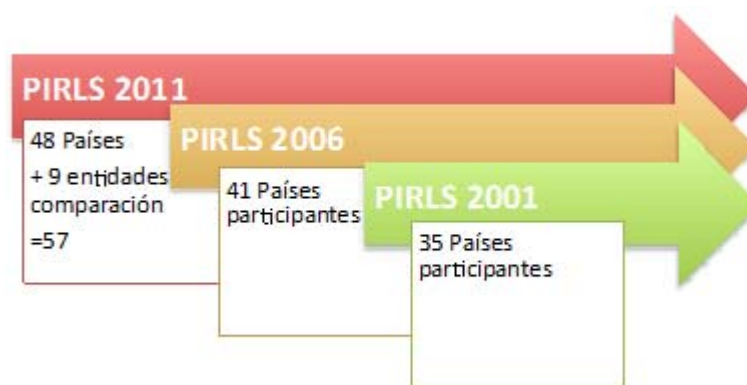 PIRLS 2011
48 Países
+ 9 entidades
comparación
=57
PIRLS 2006
41 Países
participantes
PIRLS 2001
35 Países
participantes